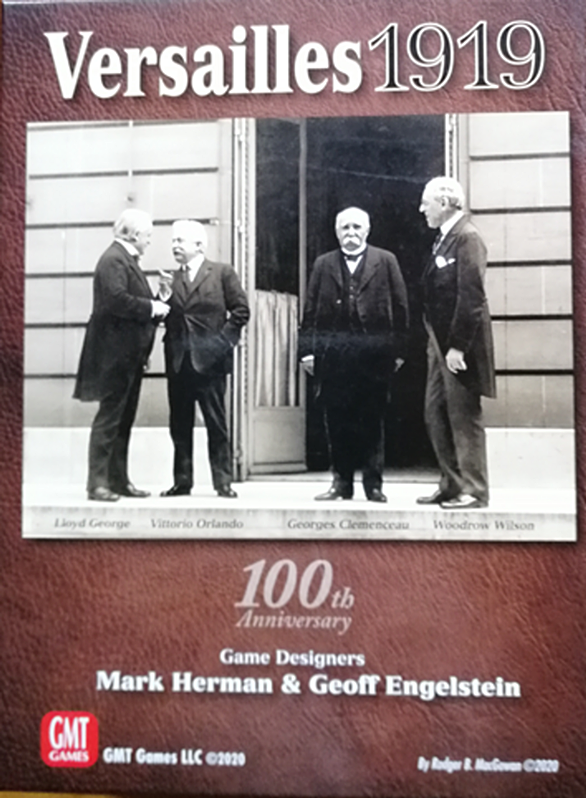 Versailles 1919
Lloyd George Vittorio Orlando Georges Clemenceau Woodrow Wilson
100th
Anniversary
Game Designers
Mark Herman & Geoff Engelstein
GMT
GAMES
GMT Games LLC ©2020
By Rodger B. MacGowan ©2020